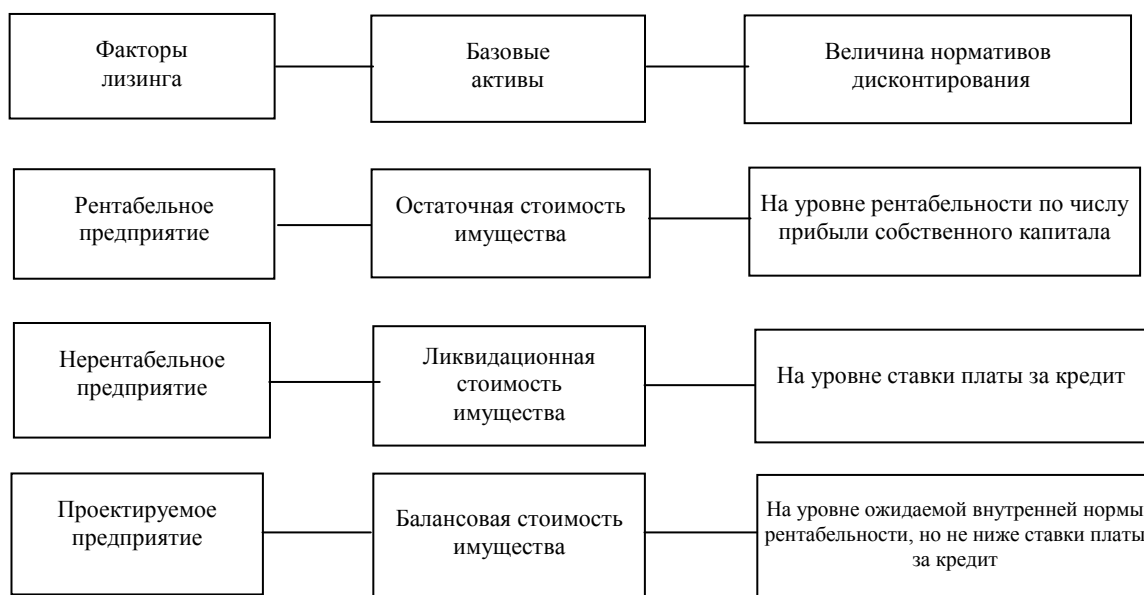 Факторы
лизинга
Базовые
активы
Величина нормативов
дисконтирования
Рентабельное
предприятие
Остаточная стоимость
имущества
На уровне рентабельности по числу
прибыли собственного капитала
Нерентабельное
предприятие
Ликвидационная
стоимость
имущества
На уровне ставки платы за кредит
Проектируемое
предприятие
Балансовая стоимость
имущества
На уровне ожидаемой внутренней нормы
рентабельности, но не ниже ставки платы
за кредит